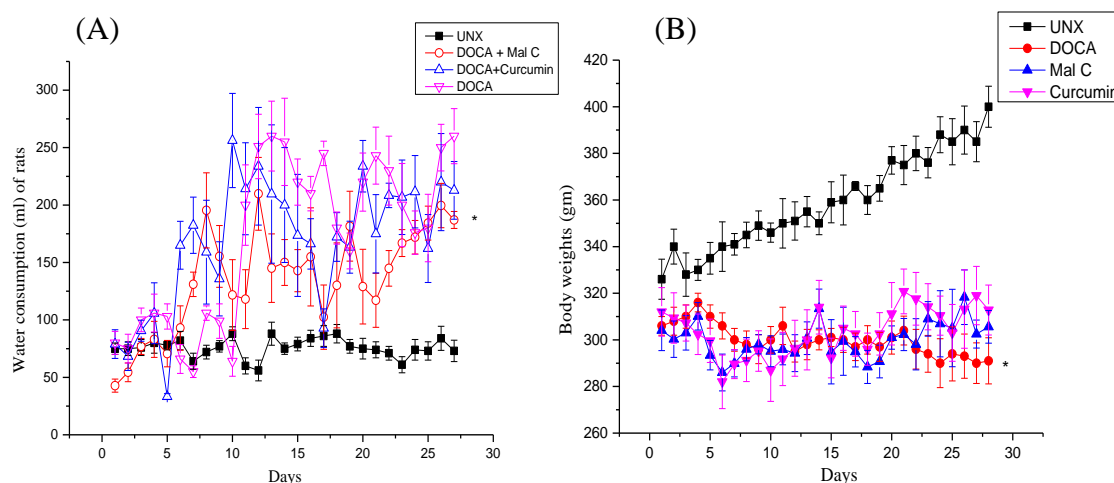 (A)
UNX
DOCA + Mal C
DOCA+Curcumin
DOCA
300
250
200
150
100
50
0
Water consumption (ml) of rats
*
0 5 10 15 20 25 30
Days
(B)
UNX
DOCA
Mal C
Curcumin
420
400
380
360
340
320
300
280
260
Body weights (gm)
*
0 5 10 15 20 25 30
Days